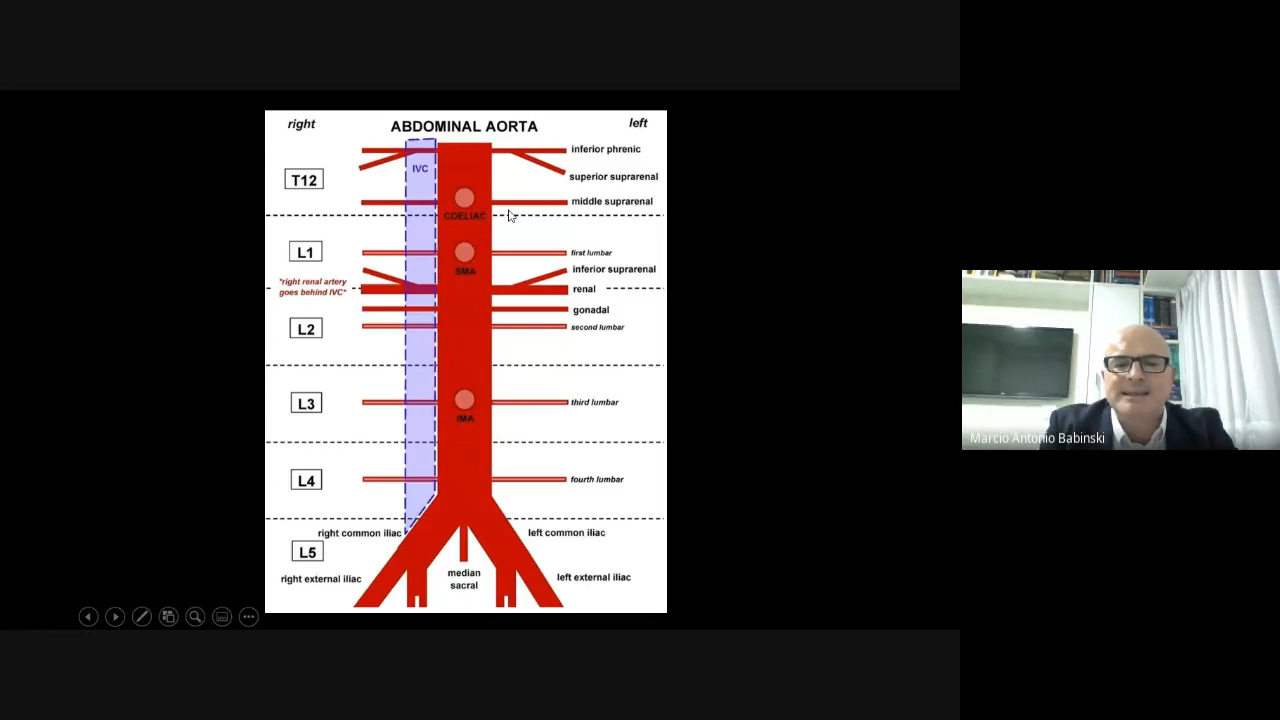 right
ABDOMINAL AORTA
left
inferior phrenic
IVC
T12
superior suprarenal
middle suprarenal
COELIAC
L1
first lumbar
SMA
inferior suprarenal
*right renal artery
goes behind IVC*
renal
gonadal
L2
second lumbar
L3
third lumbar
IMA
L4
fourth lumbar
right common iliac
left common iliac
L5
median
sacral
right external iliac
left external iliac
Marcio Antonio Babinski